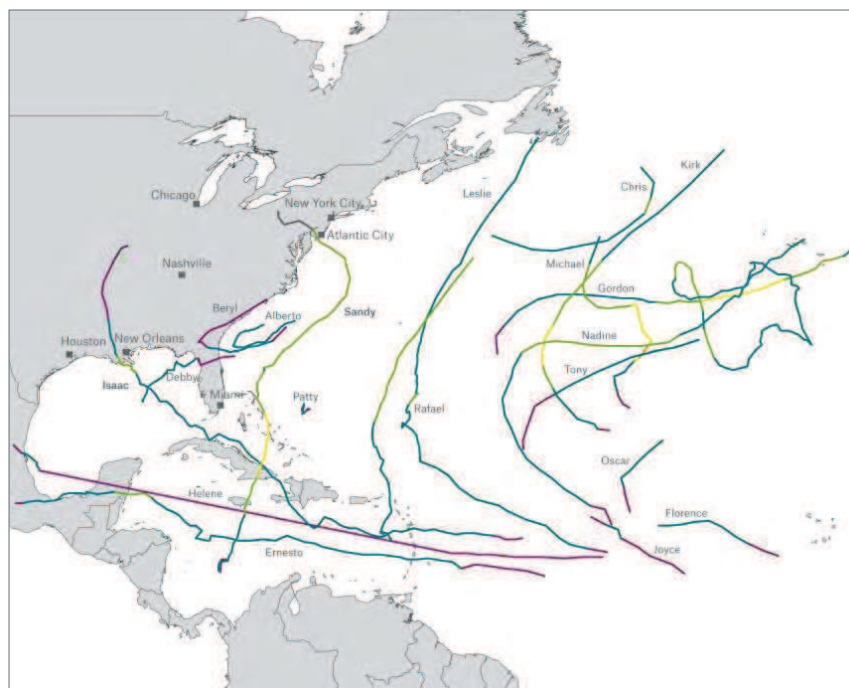 Kirk
Chris
Leslie
Chicago
New York City
Atlantic City
Michael
Nashville
Gordon
Beryl
Alberto
Sandy
Houston
New Orleans
Nadine
Debby
Tony
Isaac
Miami
Patty
Rafael
Oscar
Helene
Florence
Ernesto
Joyce